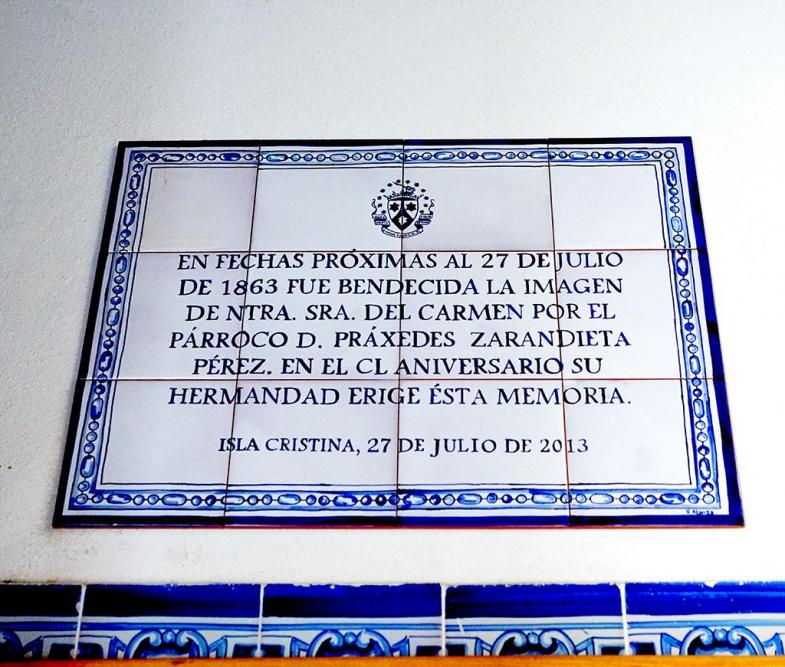 EN FECHAS PRÓXIMAS AL 27 DE JULIO
DE 1863 FUE BENDECIDA LA IMAGEN
DE NTRA. SRA. DEL CARMEN POR EL
PÁRROCO D. PRÁXEDES ZARANDIETA
PÉREZ. EN EL CL ANIVERSARIO SU
HERMANDAD ERIGE ÉSTA MEMORIA.
ISLA CRISTINA, 27 DE JULIO DE 2013